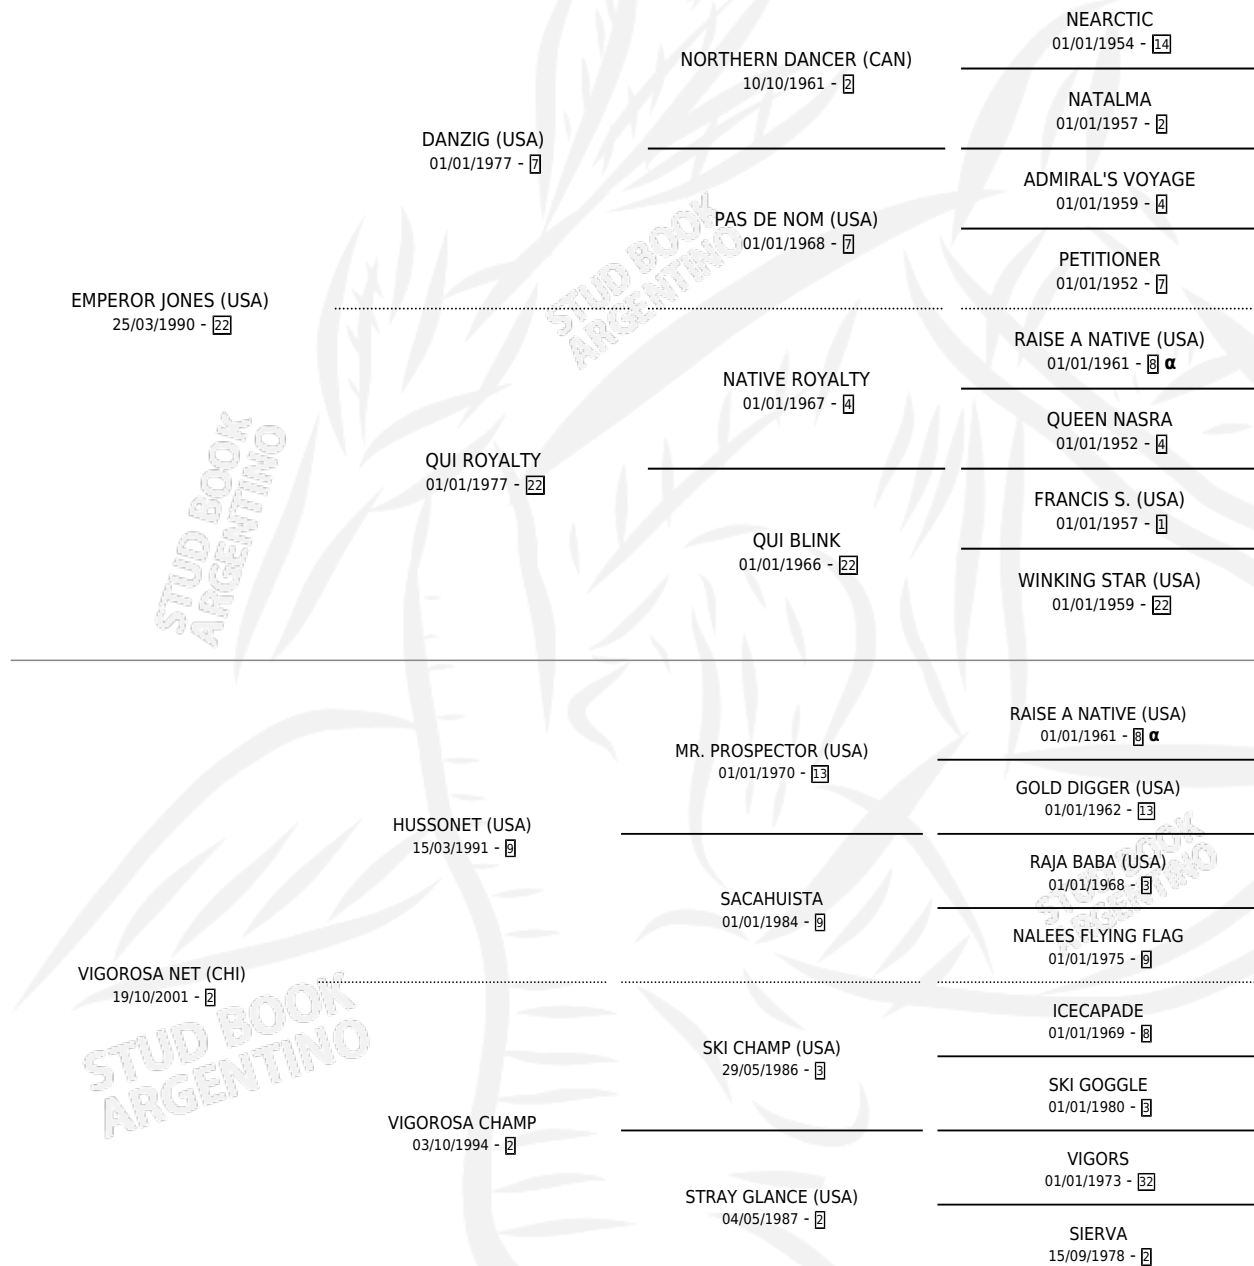 NEARCTIC
01/01/1954 - 14
NORTHERN DANCER (CAN)
10/10/1961 - 2
NATALMA
01/01/1957 - 2
DANZIG (USA)
01/01/1977 - 7
ADMIRAL'S VOYAGE
01/01/1959 - 4
PAS DE NOM (USA)
01/01/1968 - 7
PETITIONER
01/01/1952 - 7
EMPEROR JONES (USA)
25/03/1990 - 22
RAISE A NATIVE (USA)
01/01/1961 - 8 α
NATIVE ROYALTY
01/01/1967 - 4
QUEEN NASRA
01/01/1952 - 4
QUI ROYALTY
01/01/1977 - 22
FRANCIS S. (USA)
01/01/1957 - 1
QUI BLINK
01/01/1966 - 22
WINKING STAR (USA)
01/01/1959 - 22
STUD BOOK
ARGENTINO
STUD BOOK
ARGENTINO
RAISE A NATIVE (USA)
01/01/1961 - 8 α
MR. PROSPECTOR (USA)
01/01/1970 - 13
GOLD DIGGER (USA)
01/01/1962 - 13
HUSSONET (USA)
15/03/1991 - 9
RAJA BABA (USA)
01/01/1968 - 3
SACAHUISTA
01/01/1984 - 9
NALEES FLYING FLAG
01/01/1975 - 9
VIGOROSA NET (CHI)
19/10/2001 - 2
ICECAPADE
01/01/1969 - 8
SKI CHAMP (USA)
29/05/1986 - 3
SKI GOGGLE
01/01/1980 - 3
VIGOROSA CHAMP
03/10/1994 - 2
VIGORS
01/01/1973 - 32
STRAY GLANCE (USA)
04/05/1987 - 2
SIERVA
15/09/1978 - 2
STUD BOOK
ARGENTINO
STUD BOOK
ARGENTINO